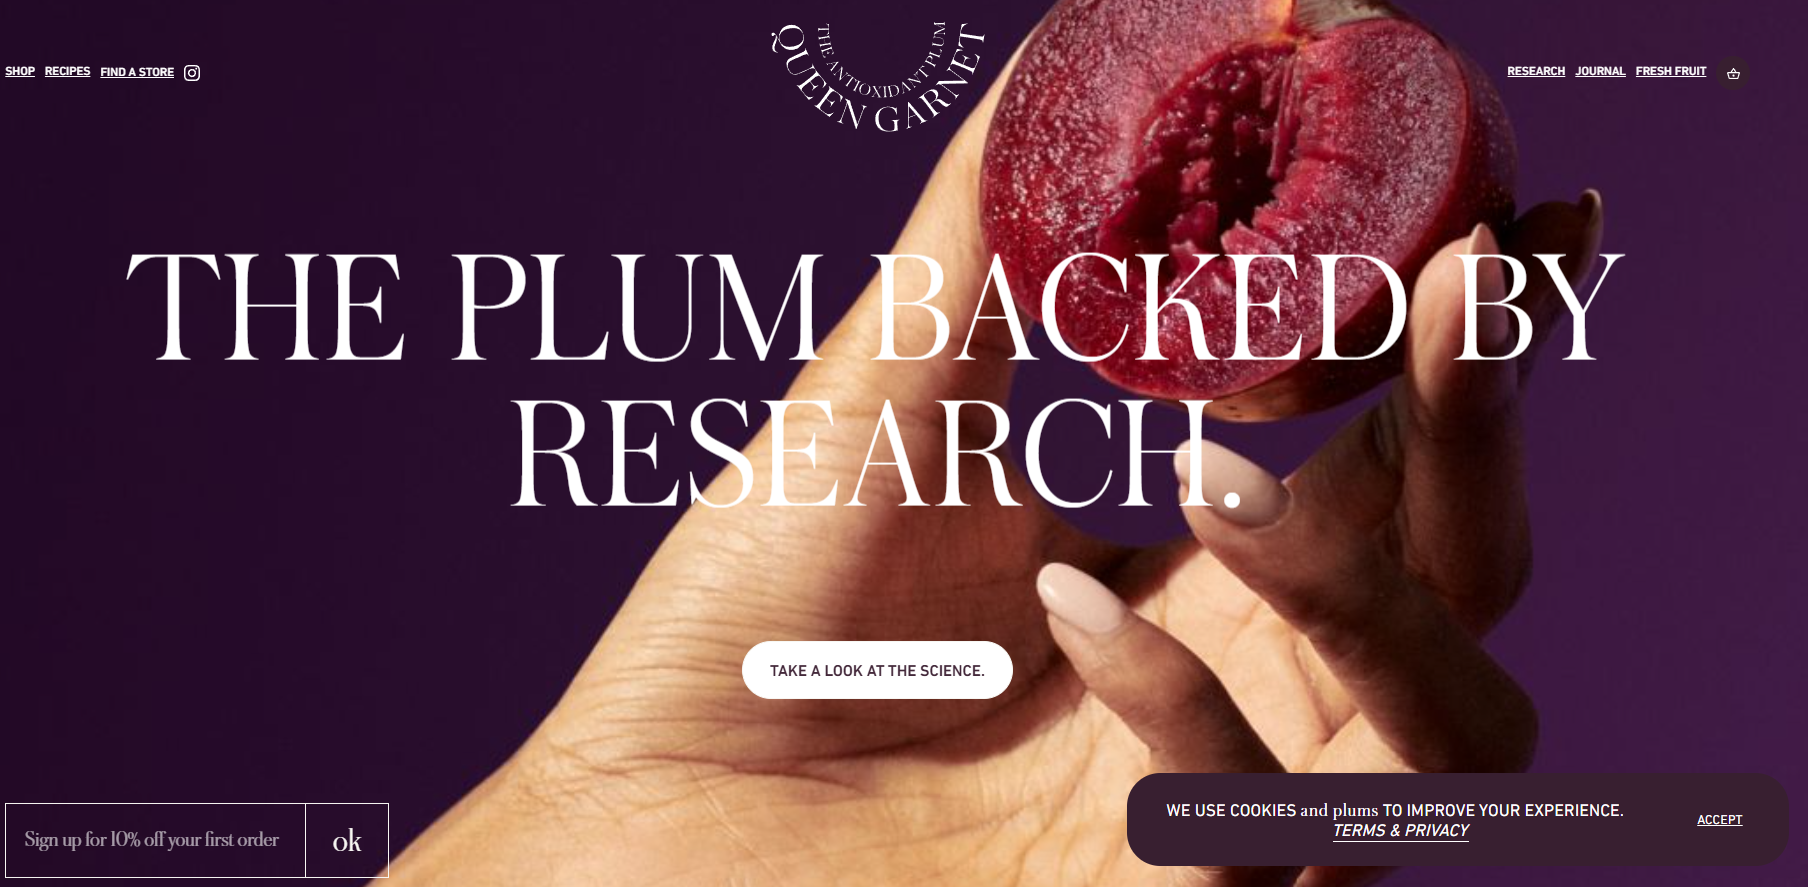 SHOP RECIPES FIND A STORE
THE ANTIOXIDANT PLUM
QUEEN GARNET
RESEARCH JOURNAL FRESH FRUIT
THE PLUM BACKED BY
RESEARCH.
TAKE A LOOK AT THE SCIENCE.
Sign up for 10% off your first order
ok
WE USE COOKIES and plums TO IMPROVE YOUR EXPERIENCE.
TERMS & PRIVACY
ACCEPT